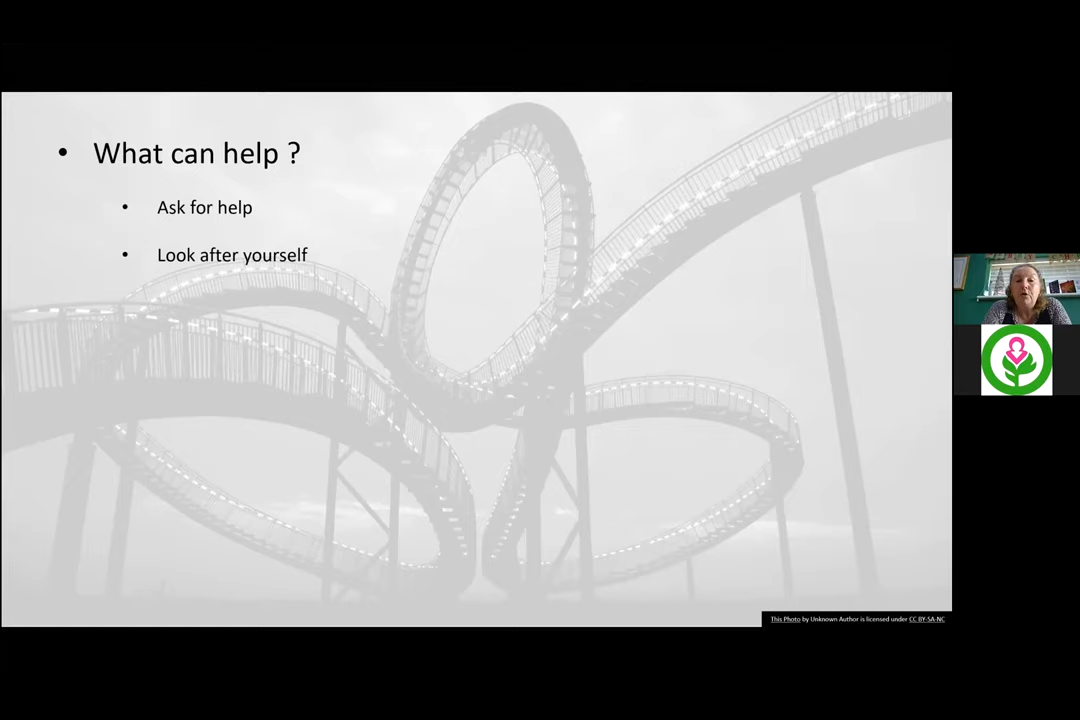 • What can help ?
• Ask for help
• Look after yourself
This Photo by Unknown Author is licensed under CC BY-SA-NC